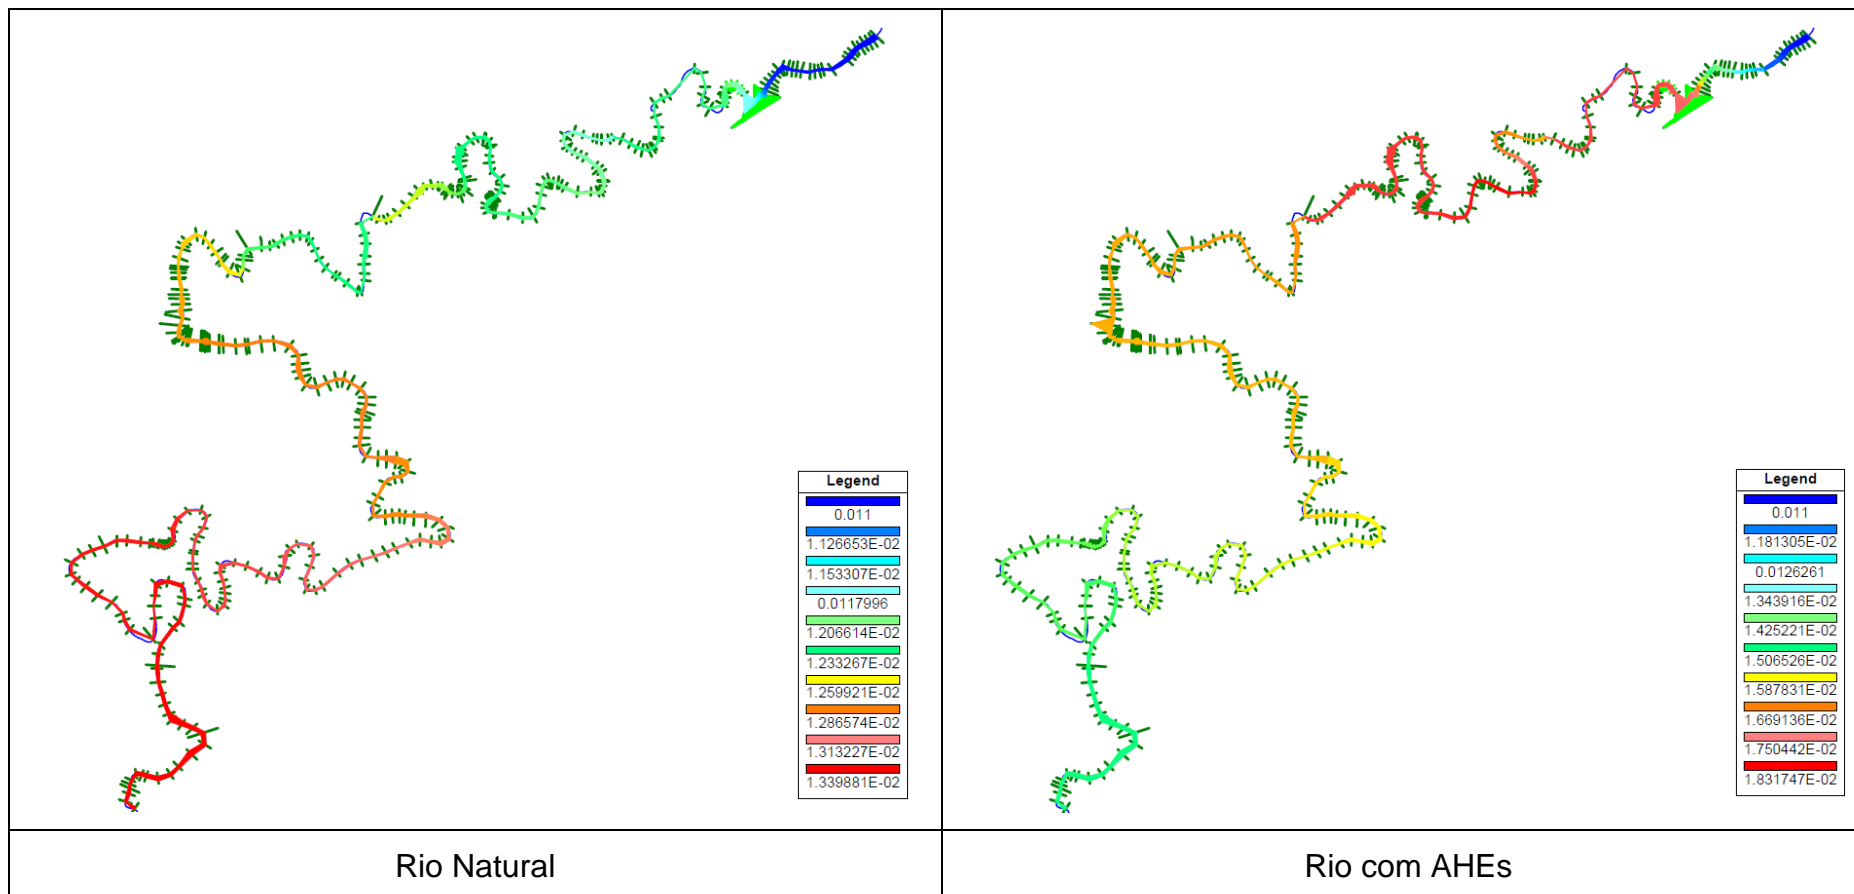 Legend
0.011
1.126653E-02
1.153307E-02
0.0117996
1.206614E-02
1.233267E-02
1.259921E-02
1.286574E-02
1.313227E-02
1.339881E-02
Legend
0.011
1.181305E-02
0.0126261
1.343916E-02
1.425221E-02
1.506526E-02
1.587831E-02
1.669136E-02
1.750442E-02
1.831747E-02
Rio Natural
Rio com AHEs